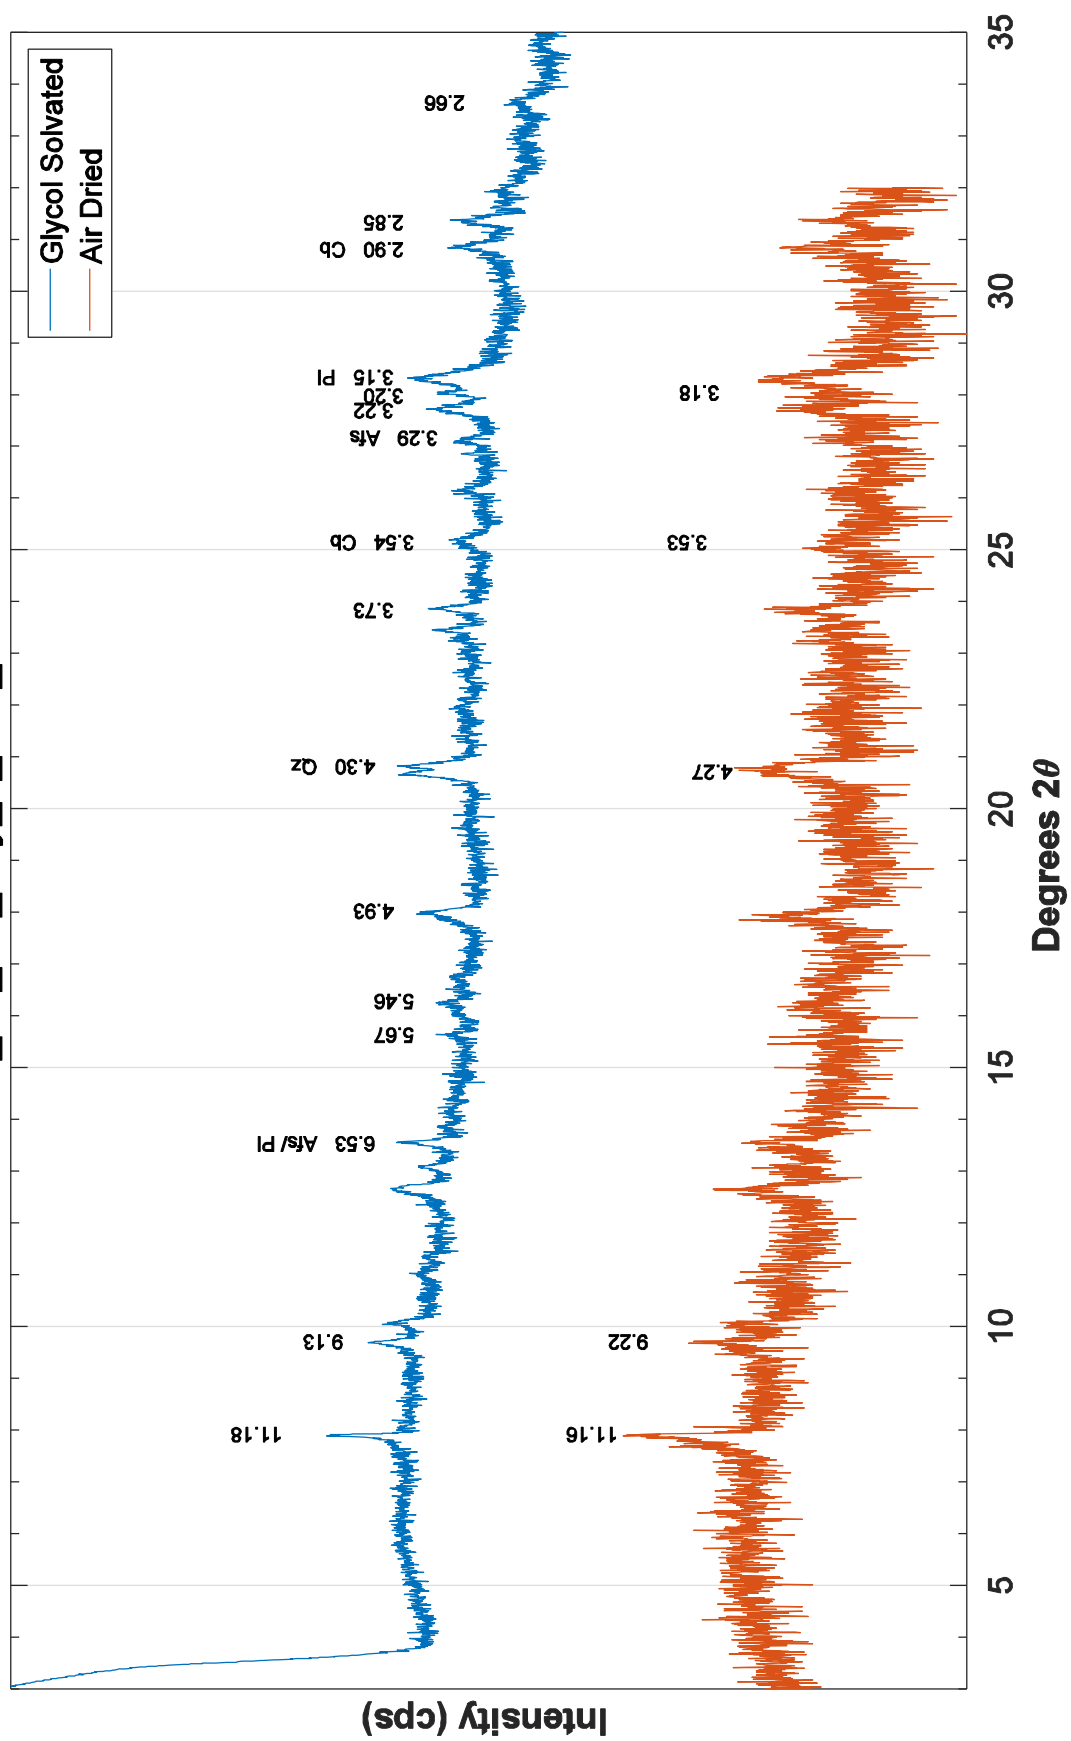 Glycol Solvated
Air Dried
11.18
9.13
6.53 Afs/Pl
5.67
5.46
4.93
4.30 Qz
3.73
3.54 Cb
3.29 Afs
3.22
3.20
3.15 Pl
2.90 Cb
2.85
2.66
11.16
9.22
4.27
3.53
3.18
Intensity (cps)
5
10
15
20
25
30
35
Degrees 2θ